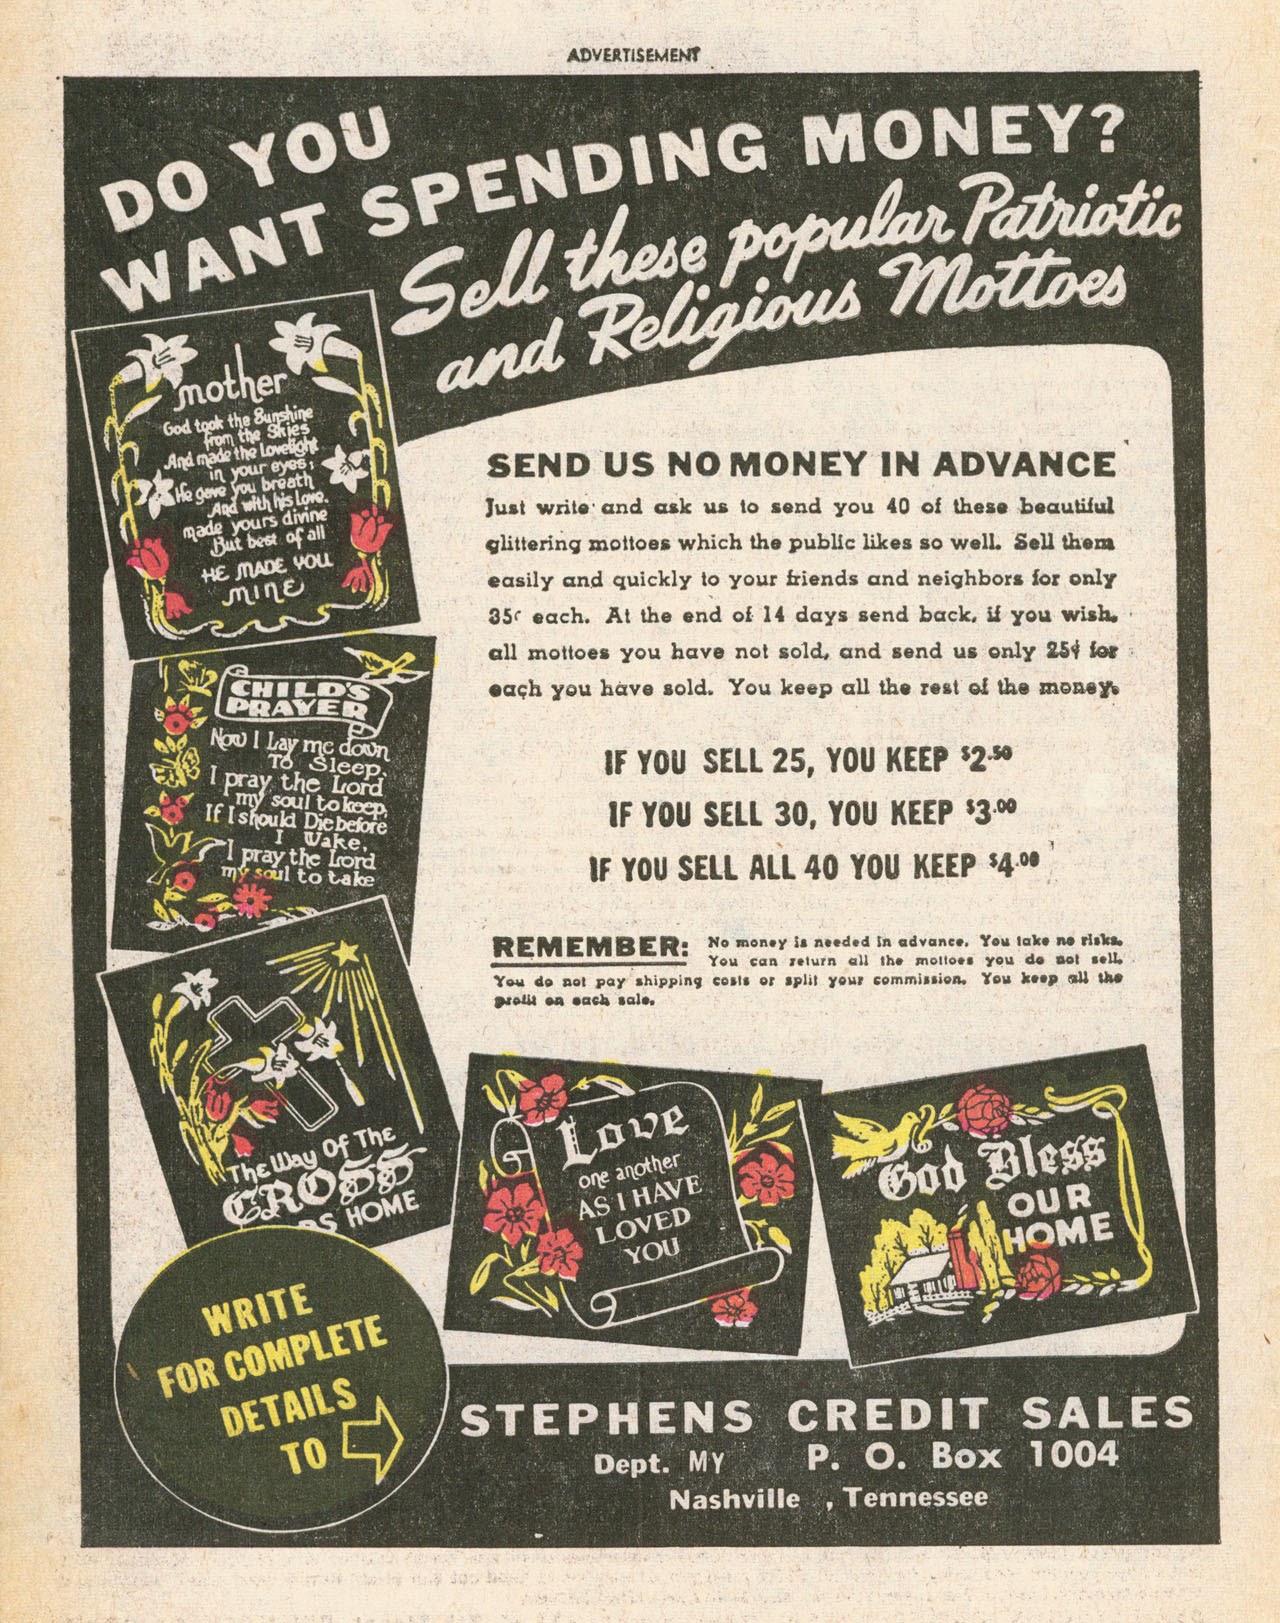 ADVERTISEMENT
DO YOU
WANT SPENDING MONEY?
Sell these popular Patriotic
and Religious Mottoes
mother
God took the Sunshine
from the Skies
And made the Lovelight
in your eyes,
He gave you breath
And with his love,
made yours divine
But best of all
HE MADE YOU
MINE
CHILD'S
PRAYER
Now I Lay me down
To Sleep,
I pray the Lord
my soul to keep,
If I should Die before
I Wake,
I pray the Lord
my soul to take
The Way Of The
CROSS
DS HOME
SEND US NO MONEY IN ADVANCE
Just write and ask us to send you 40 of these beautiful
glittering mottoes which the public likes so well. Sell them
easily and quickly to your friends and neighbors for only
35¢ each. At the end of 14 days send back, if you wish,
all mottoes you have not sold, and send us only 25¢ for
each you have sold. You keep all the rest of the money.
IF YOU SELL 25, YOU KEEP $2.50
IF YOU SELL 30, YOU KEEP $3.00
IF YOU SELL ALL 40 YOU KEEP $4.00
REMEMBER: No money is needed in advance. You take no risks.
You can return all the mottoes you do not sell.
You do not pay shipping costs or split your commission. You keep all the
profit on each sale.
Love
one another
AS I HAVE
LOVED
YOU
God Bless
OUR
HOME
WRITE
FOR COMPLETE
DETAILS
TO
STEPHENS CREDIT SALES
Dept. MY P. O. Box 1004
Nashville , Tennessee